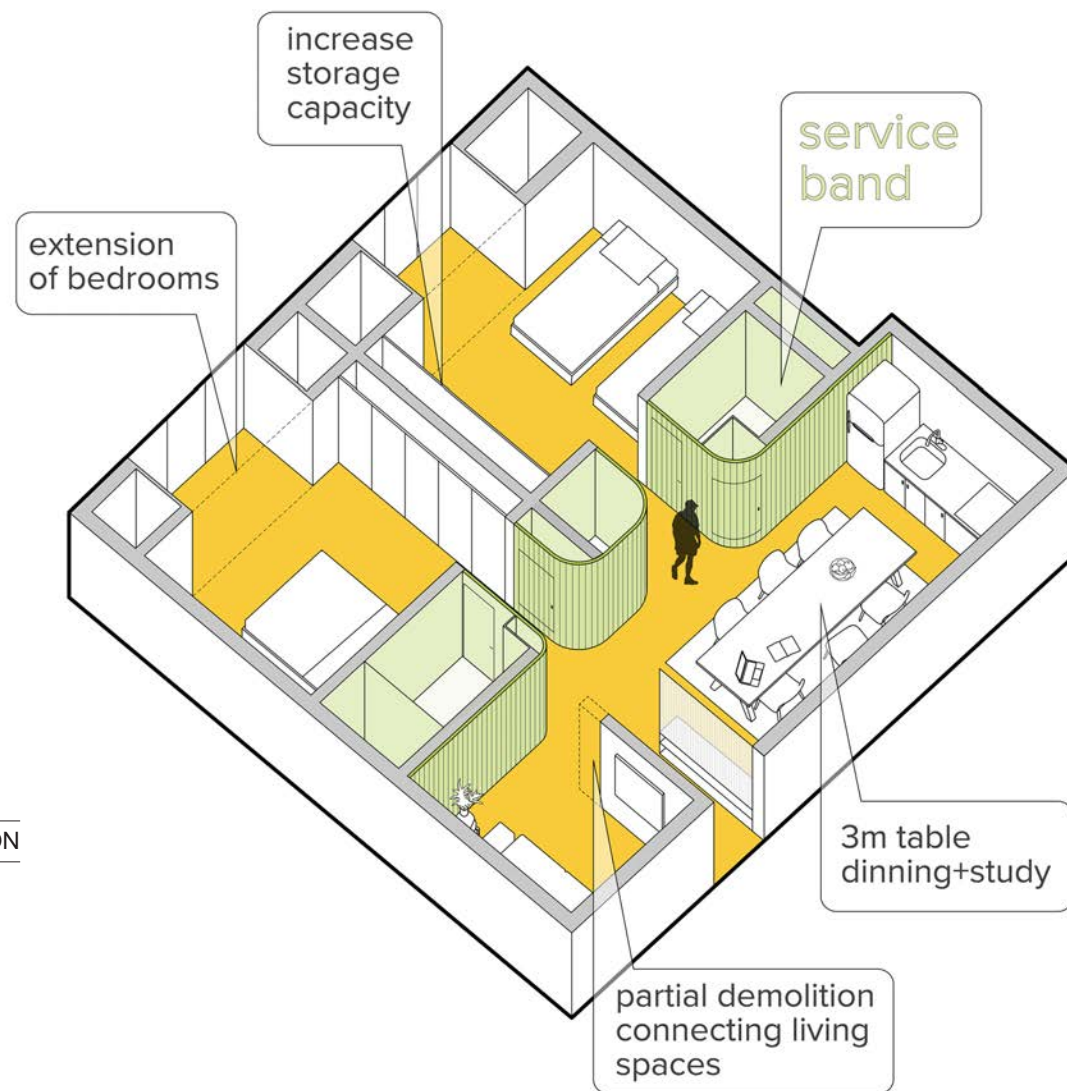 increase
storage
capacity
service
band
extension
of bedrooms
ON
3m table
dinning+study
partial demolition
connecting living
spaces